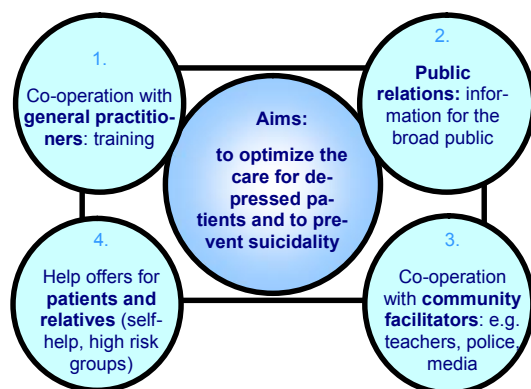 1.
Co-operation with
general practitio-
ners: training
2.
Public
relations: infor-
mation for the
broad public
Aims:
to optimize the
care for de-
pressed pa-
tients and to pre-
vent suicidality
4.
Help offers for
patients and
relatives (self-
help, high risk
groups)
3.
Co-operation
with community
facilitators: e.g.
teachers, police,
media